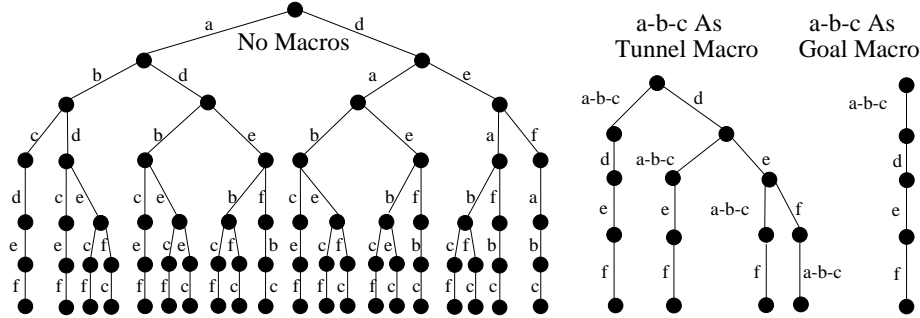 a-b-c As
Tunnel Macro
a-b-c As
Goal Macro
No Macros
a d
b d a e
c d b e b e a f
d c e c e b f c e b f b f a
e e c f e c e c f b e c f c e b c f b b
f f f c f f c f c c f f c f c c f c c c
a-b-c d
d a-b-c e
e e a-b-c f
f f f a-b-c
a-b-c
d
e
f